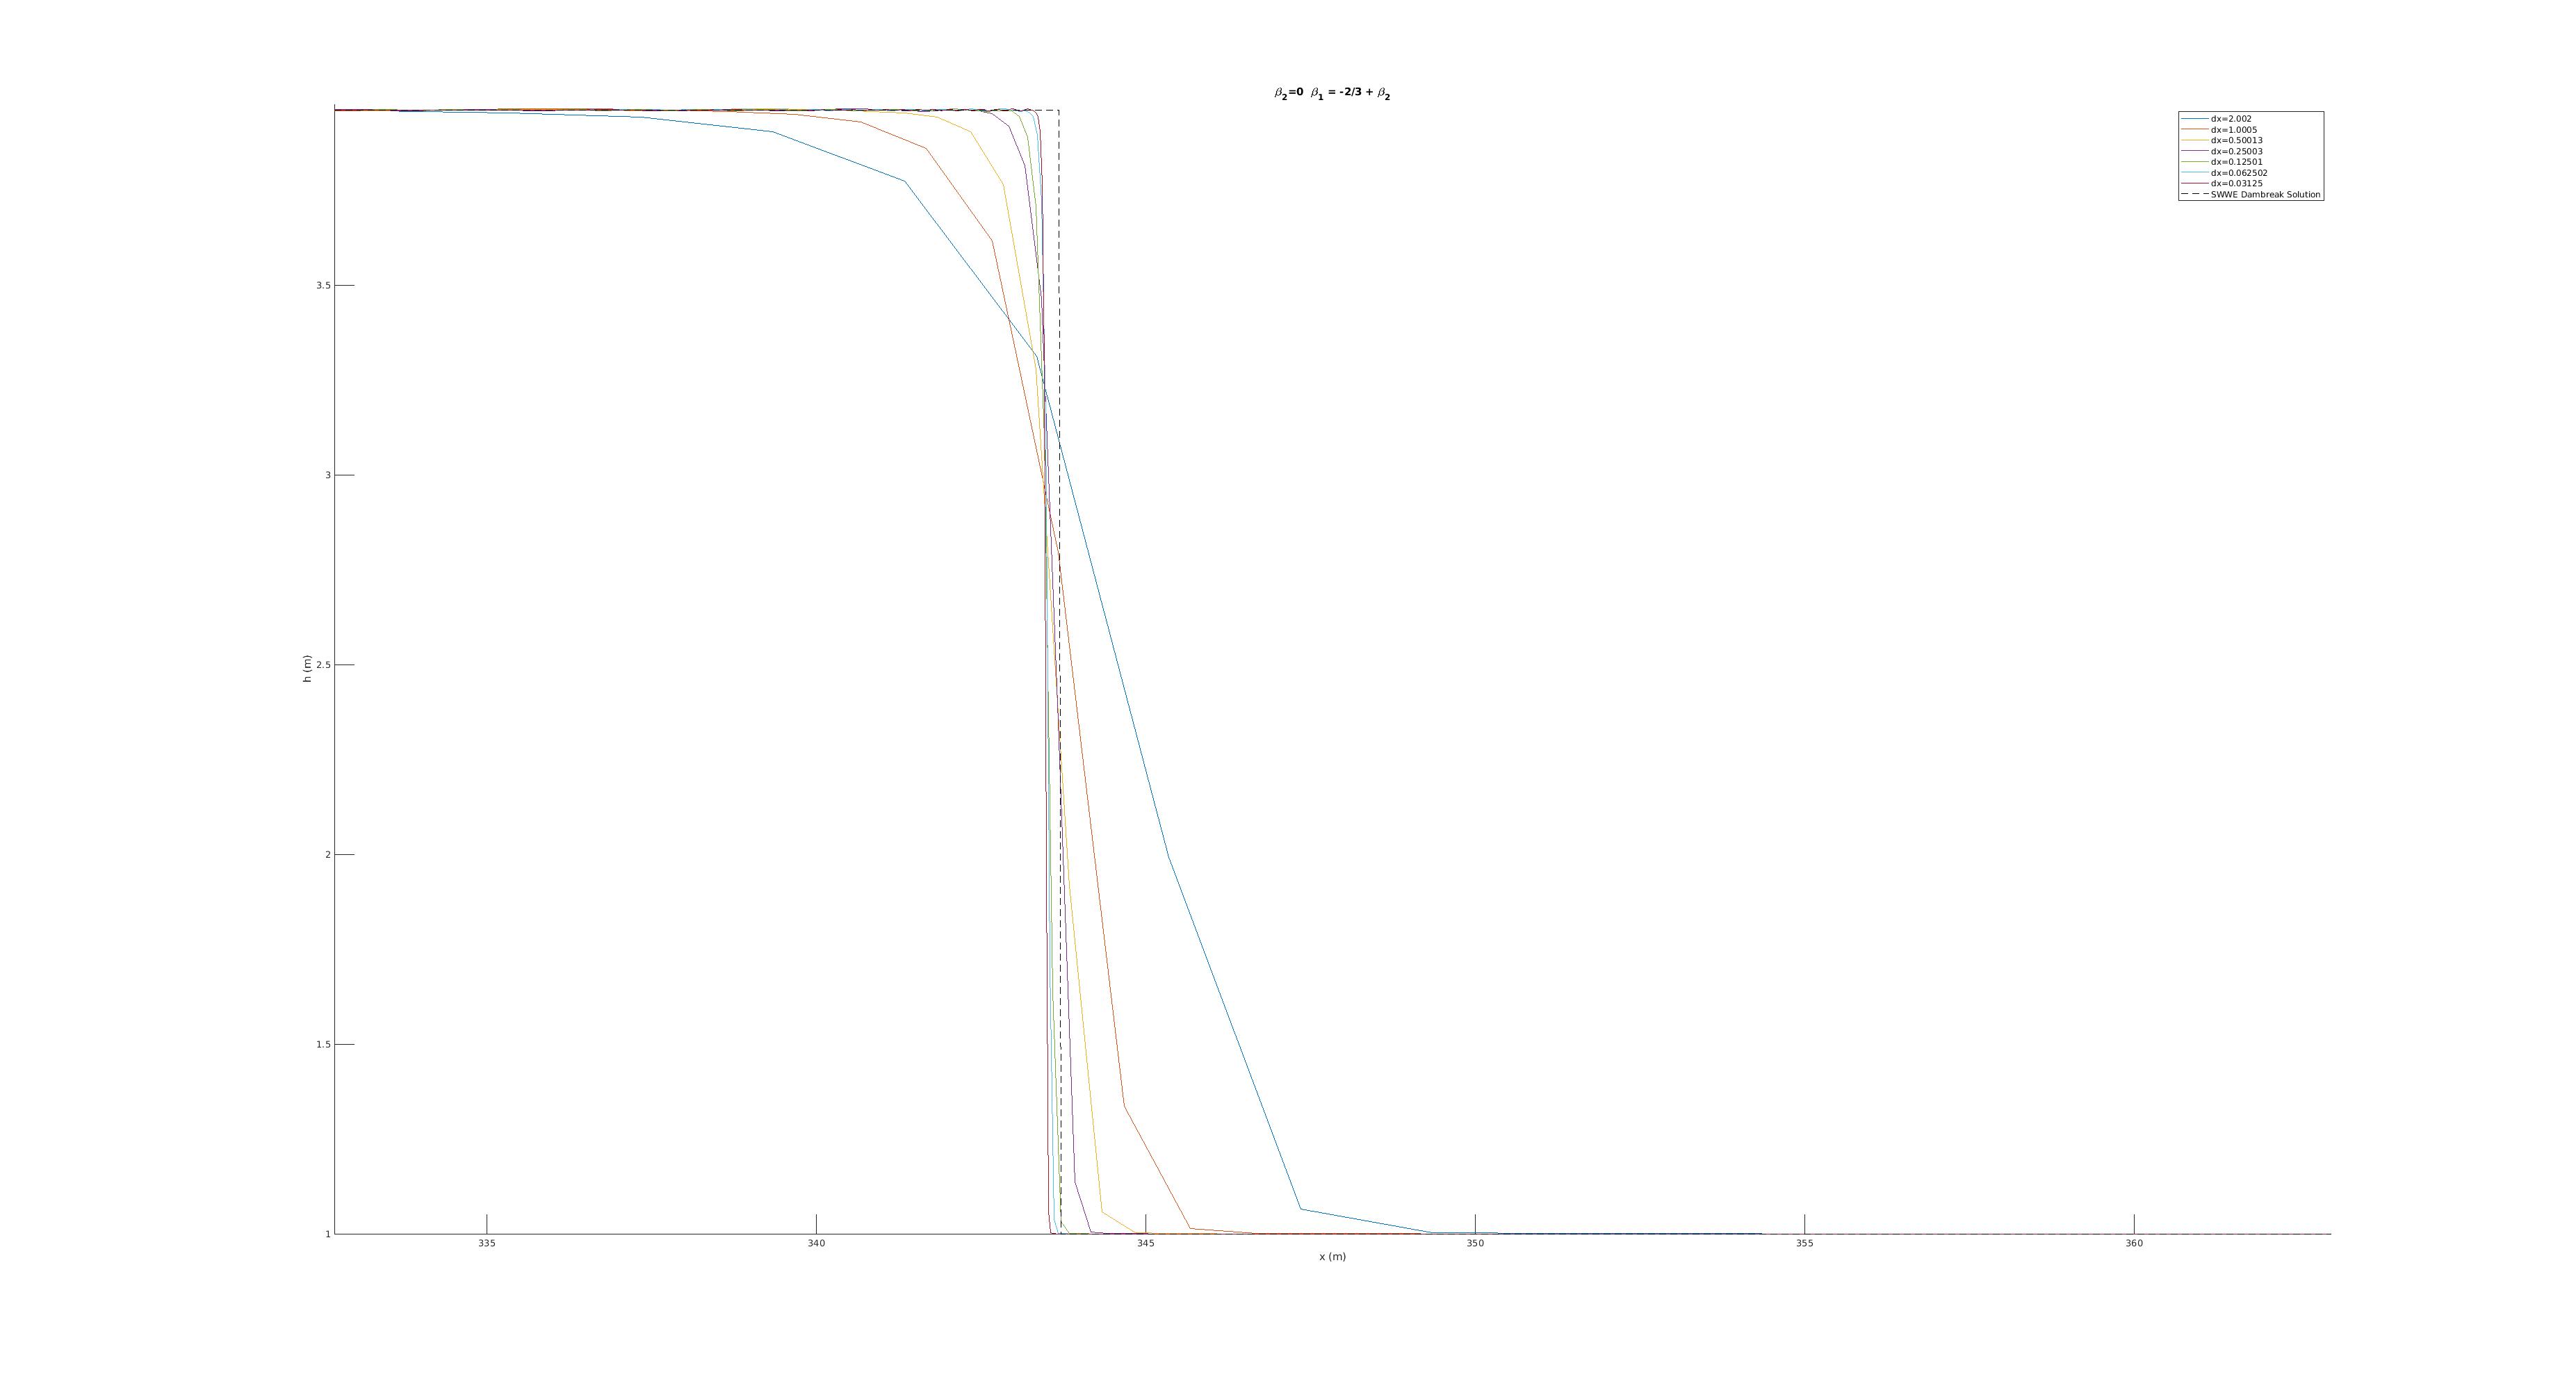 β2=0 β1 = -2/3 + β2
dx=2.002
dx=1.0005
dx=0.50013
dx=0.25003
dx=0.12501
dx=0.062502
dx=0.03125
SWWE Dambreak Solution
3.5
3
2.5
2
1.5
1
h (m)
335 340 345 350 355 360
x (m)